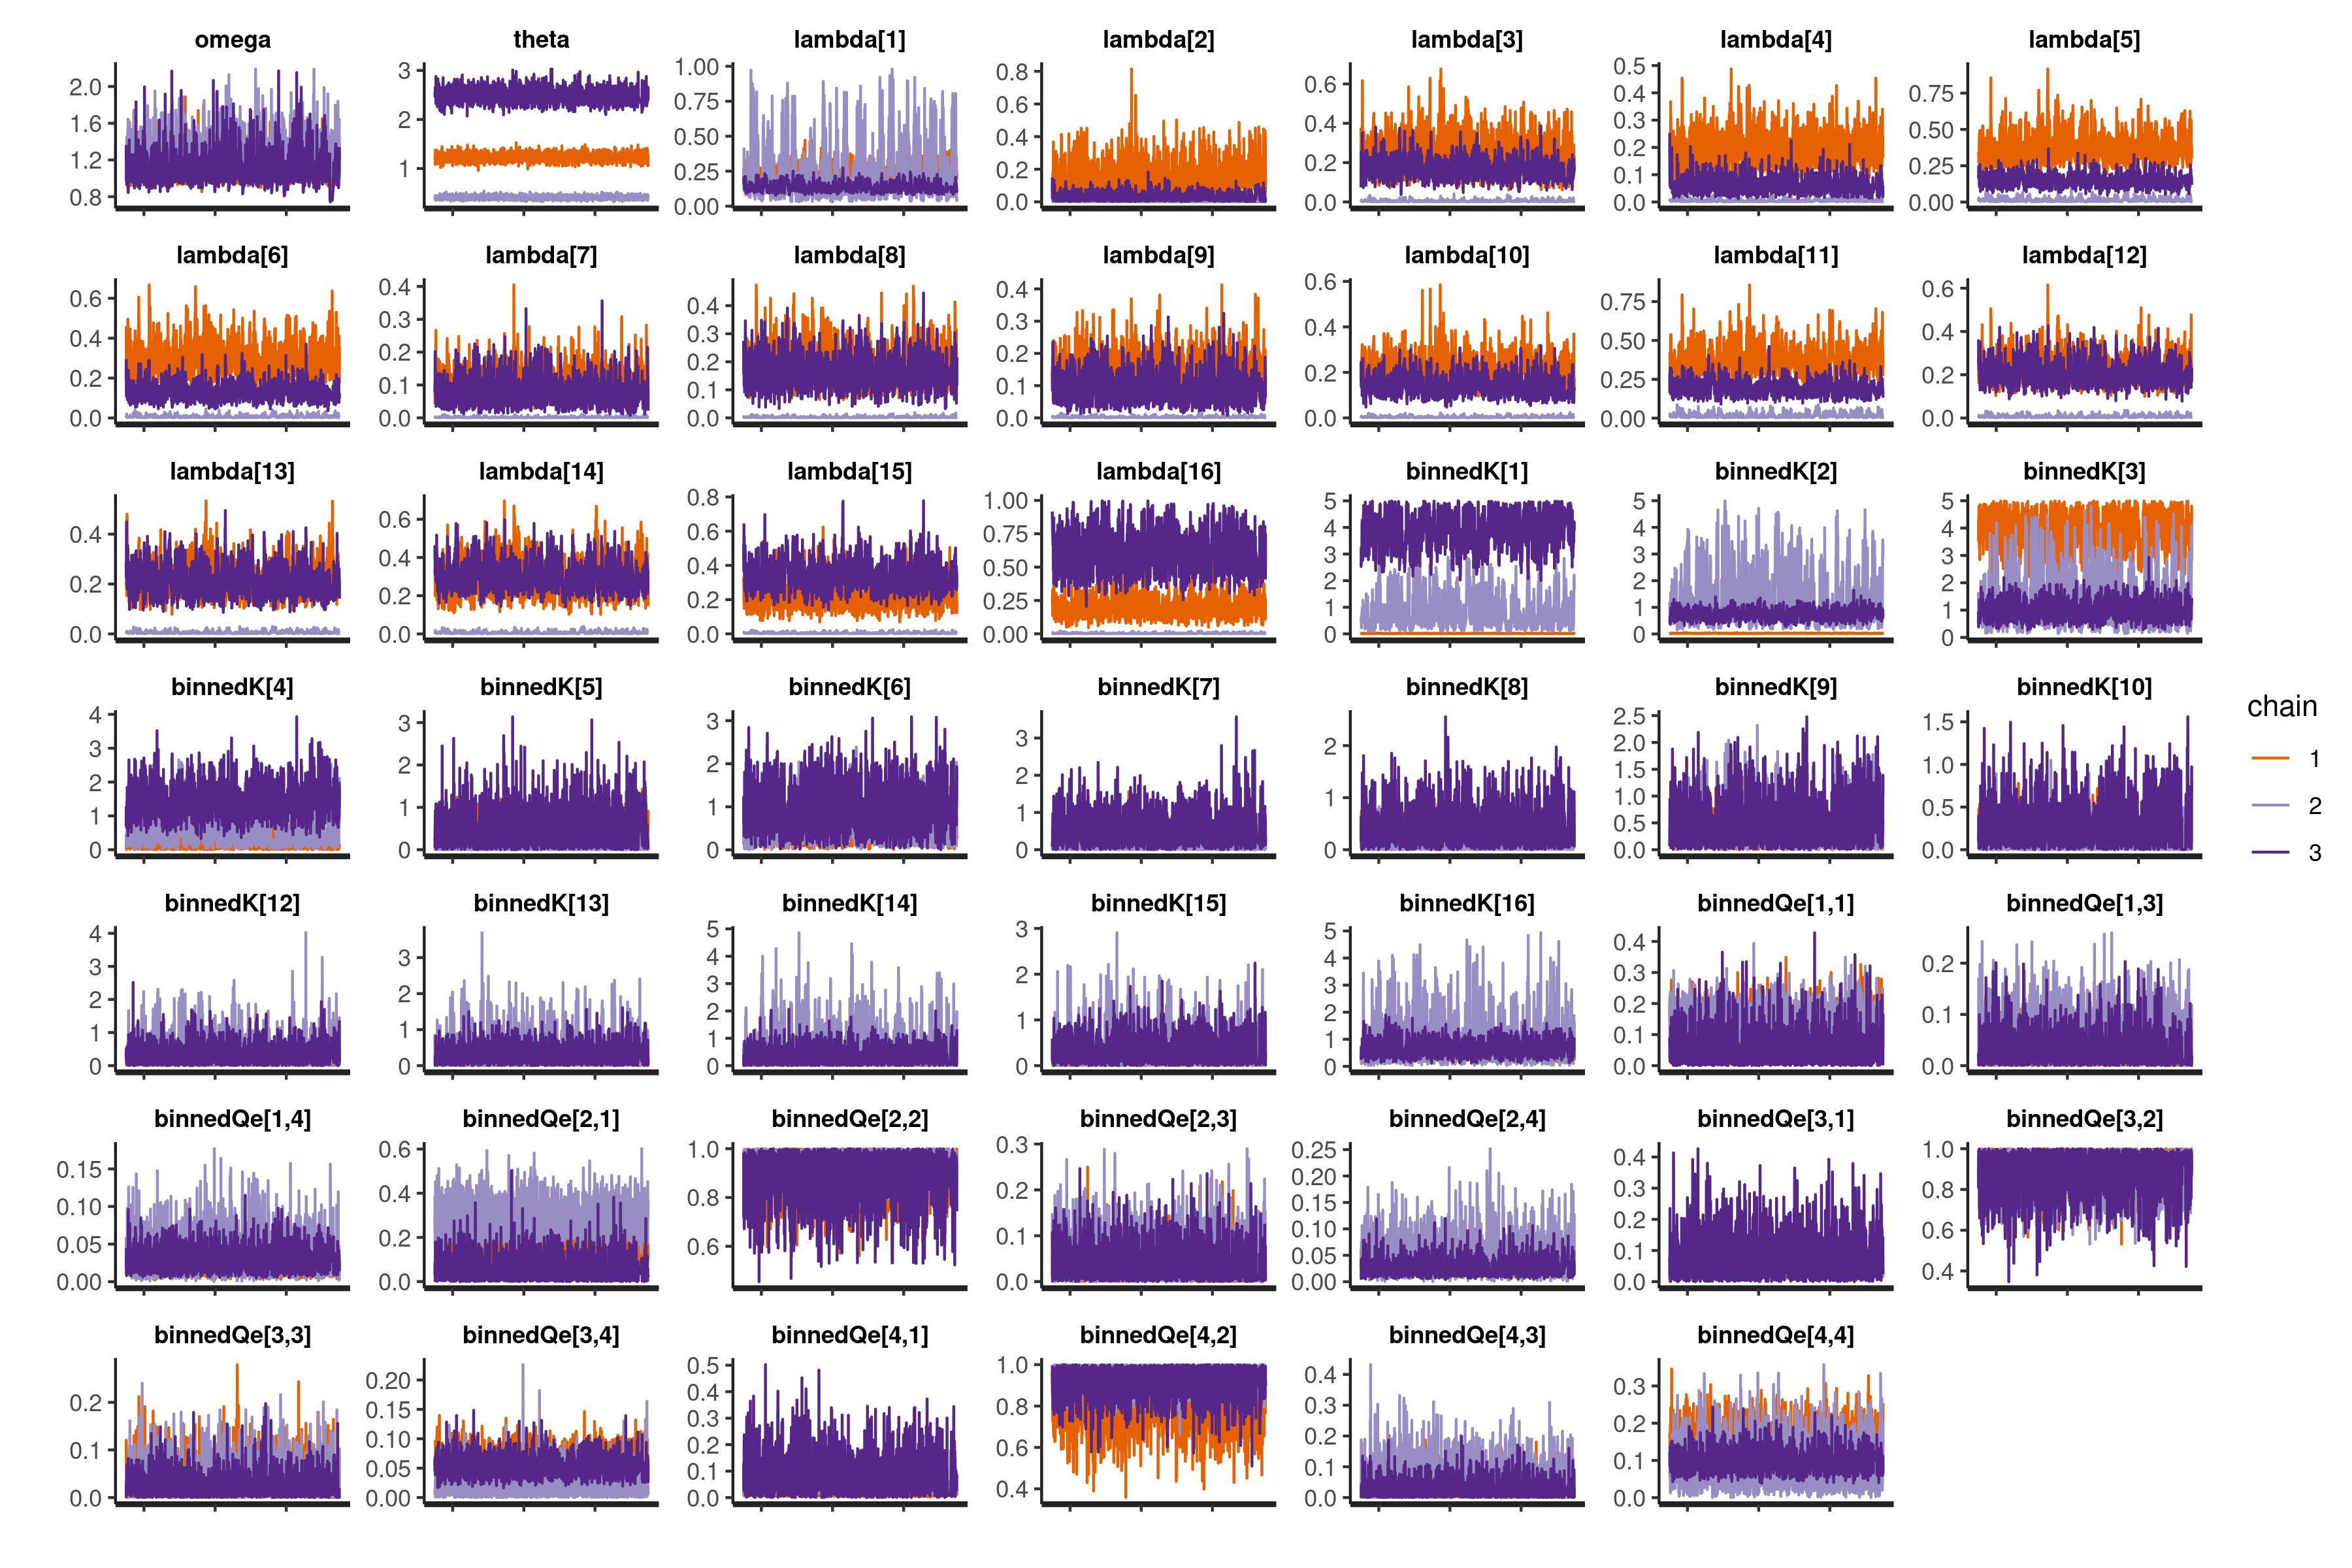 omega theta lambda[1] lambda[2] lambda[3] lambda[4] lambda[5]
2.0 1.6 1.2 0.8
3 2 1
1.00 0.75 0.50 0.25 0.00
0.8 0.6 0.4 0.2 0.0
0.6 0.4 0.2 0.0
0.5 0.4 0.3 0.2 0.1 0.0
0.75 0.50 0.25 0.00
lambda[6] lambda[7] lambda[8] lambda[9] lambda[10] lambda[11] lambda[12]
0.6 0.4 0.2 0.0
0.4 0.3 0.2 0.1 0.0
0.4 0.3 0.2 0.1 0.0
0.4 0.3 0.2 0.1 0.0
0.6 0.4 0.2 0.0
0.75 0.50 0.25 0.00
0.6 0.4 0.2 0.0
lambda[13] lambda[14] lambda[15] lambda[16] binnedK[1] binnedK[2] binnedK[3]
0.4 0.2 0.0
0.6 0.4 0.2 0.0
0.8 0.6 0.4 0.2 0.0
1.00 0.75 0.50 0.25 0.00
5 4 3 2 1 0
5 4 3 2 1 0
5 4 3 2 1 0
binnedK[4] binnedK[5] binnedK[6] binnedK[7] binnedK[8] binnedK[9] binnedK[10]
4 3 2 1 0
3 2 1 0
3 2 1 0
3 2 1 0
2 1 0
2.5 2.0 1.5 1.0 0.5 0.0
1.5 1.0 0.5 0.0
chain
1
2
3
binnedK[12] binnedK[13] binnedK[14] binnedK[15] binnedK[16] binnedQe[1,1] binnedQe[1,3]
4 3 2 1 0
3 2 1 0
5 4 3 2 1 0
3 2 1 0
5 4 3 2 1 0
0.4 0.3 0.2 0.1 0.0
0.2 0.1 0.0
binnedQe[1,4] binnedQe[2,1] binnedQe[2,2] binnedQe[2,3] binnedQe[2,4] binnedQe[3,1] binnedQe[3,2]
0.15 0.10 0.05 0.00
0.6 0.4 0.2 0.0
1.0 0.8 0.6
0.3 0.2 0.1 0.0
0.25 0.20 0.15 0.10 0.05 0.00
0.4 0.3 0.2 0.1 0.0
1.0 0.8 0.6 0.4
binnedQe[3,3] binnedQe[3,4] binnedQe[4,1] binnedQe[4,2] binnedQe[4,3] binnedQe[4,4]
0.2 0.1 0.0
0.20 0.15 0.10 0.05 0.00
0.5 0.4 0.3 0.2 0.1 0.0
1.0 0.8 0.6 0.4
0.4 0.3 0.2 0.1 0.0
0.3 0.2 0.1 0.0